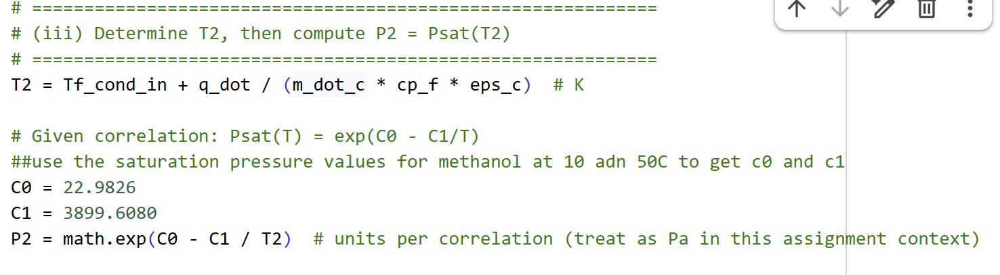 # ============================================================
# (iii) Determine T2, then compute P2 = Psat(T2)
# ============================================================
T2 = Tf_cond_in + q_dot / (m_dot_c * cp_f * eps_c)  # K
# Given correlation: Psat(T) = exp(C0 - C1/T)
##use the saturation pressure values for methanol at 10 adn 50C to get c0 and c1
C0 = 22.9826
C1 = 3899.6080
P2 = math.exp(C0 - C1 / T2)  # units per correlation (treat as Pa in this assignment context)